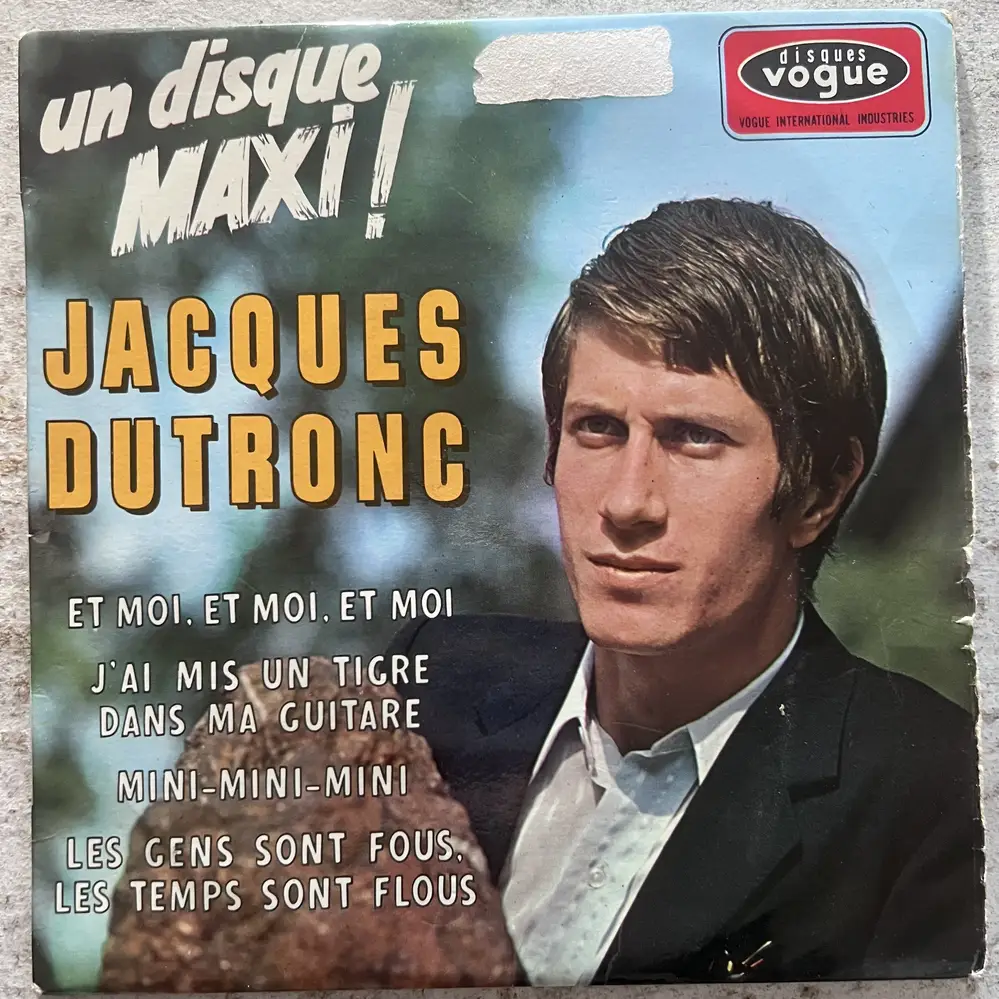 un disque
MAXi !
disques
vogue
VOGUE INTERNATIONAL INDUSTRIES
JACQUES
DUTRONC
ET MOI, ET MOI, ET MOI
J'AI MIS UN TIGRE
DANS MA GUITARE
MINI-MINI-MINI
LES GENS SONT FOUS,
LES TEMPS SONT FLOUS